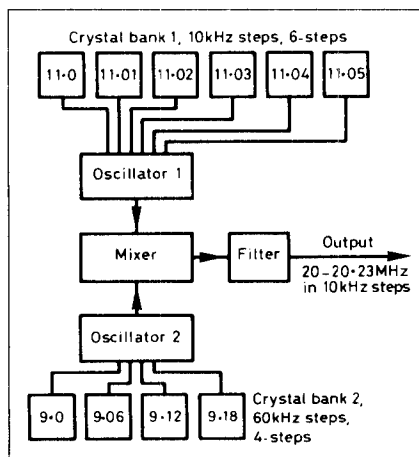 Crystal bank 1, 10kHz steps, 6-steps
11·0 11·01 11·02 11·03 11·04 11·05
Oscillator 1
Mixer
Filter
Output
20-20·23MHz
in 10kHz
steps
Oscillator 2
9·0 9·06 9·12 9·18
Crystal bank 2,
60kHz steps,
4-steps